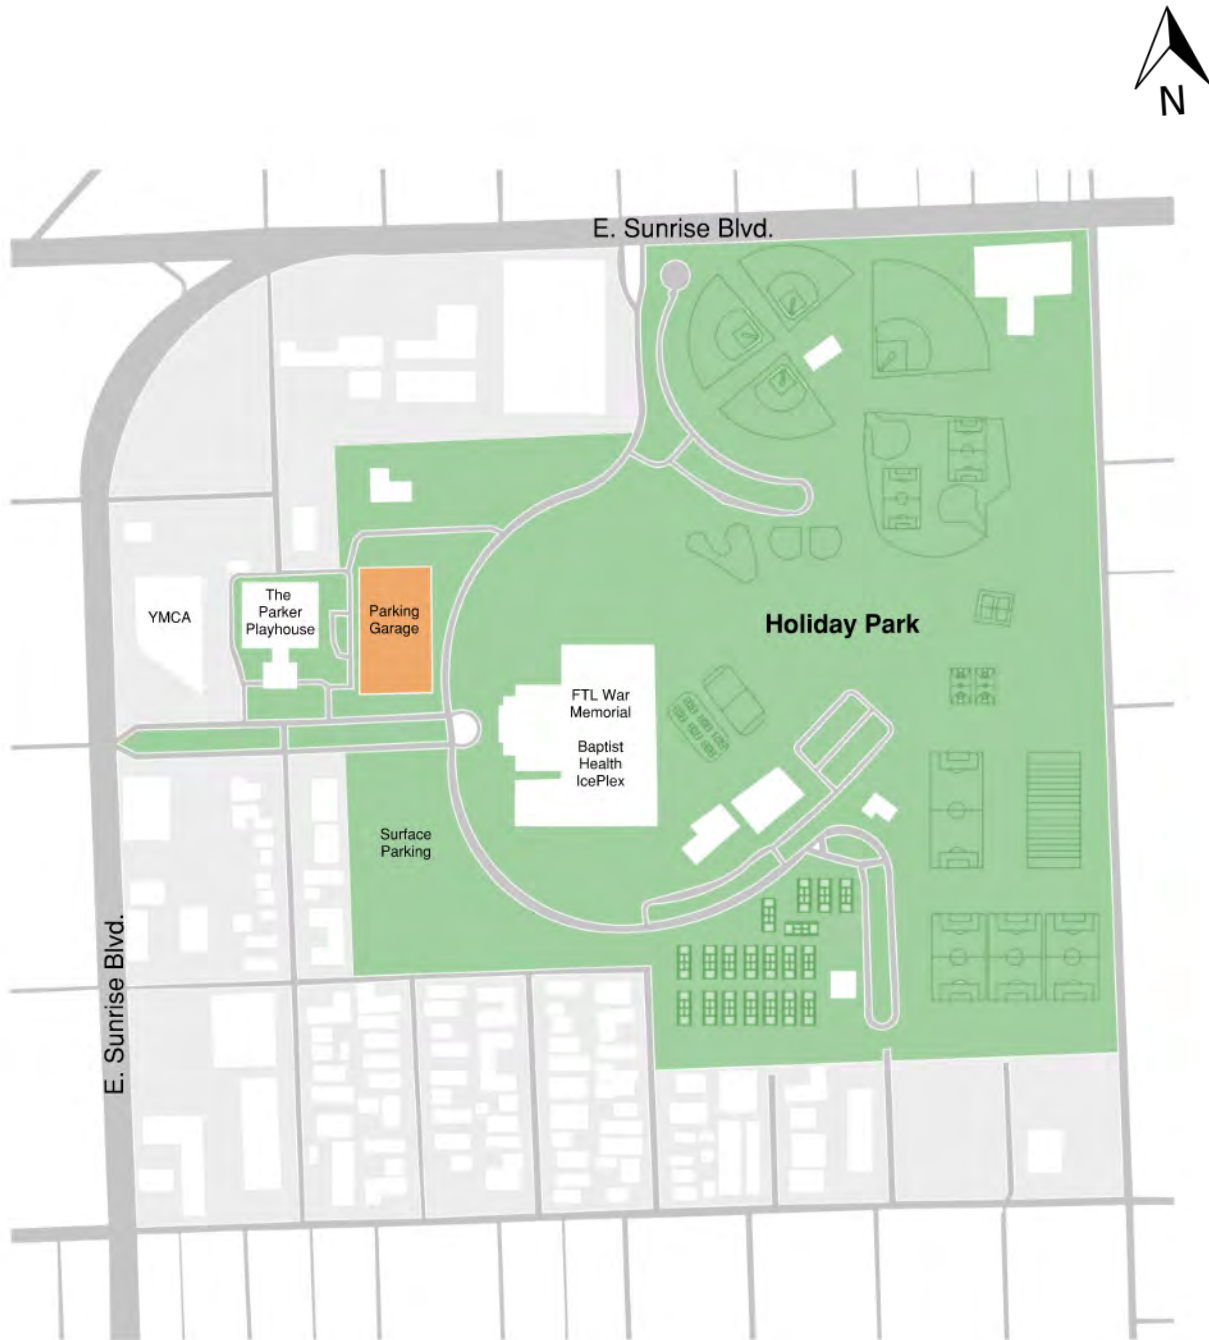 N
E. Sunrise Blvd.
The
Parker
Playhouse
YMCA
Parking
Garage
Holiday Park
FTL War
Memorial
Baptist
Health
IcePlex
Surface
Parking
E. Sunrise Blvd.